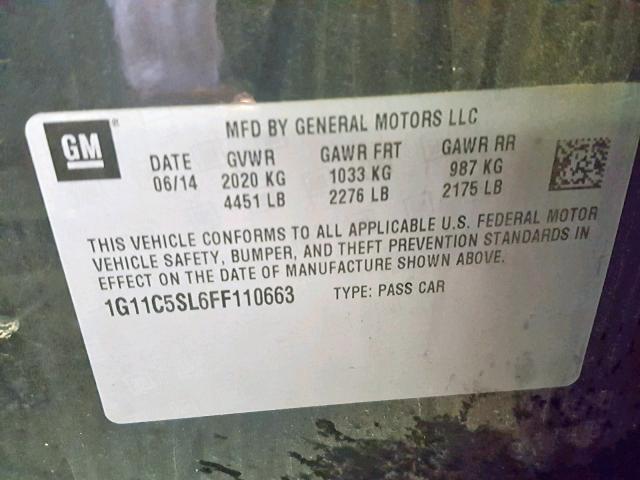 GM®
MFD BY GENERAL MOTORS LLC
DATE GVWR GAWR FRT GAWR RR
06/14 2020 KG 1033 KG 987 KG
4451 LB 2276 LB 2175 LB
THIS VEHICLE CONFORMS TO ALL APPLICABLE U.S. FEDERAL MOTOR
VEHICLE SAFETY, BUMPER, AND THEFT PREVENTION STANDARDS IN
EFFECT ON THE DATE OF MANUFACTURE SHOWN ABOVE.
1G11C5SL6FF110663 TYPE: PASS CAR